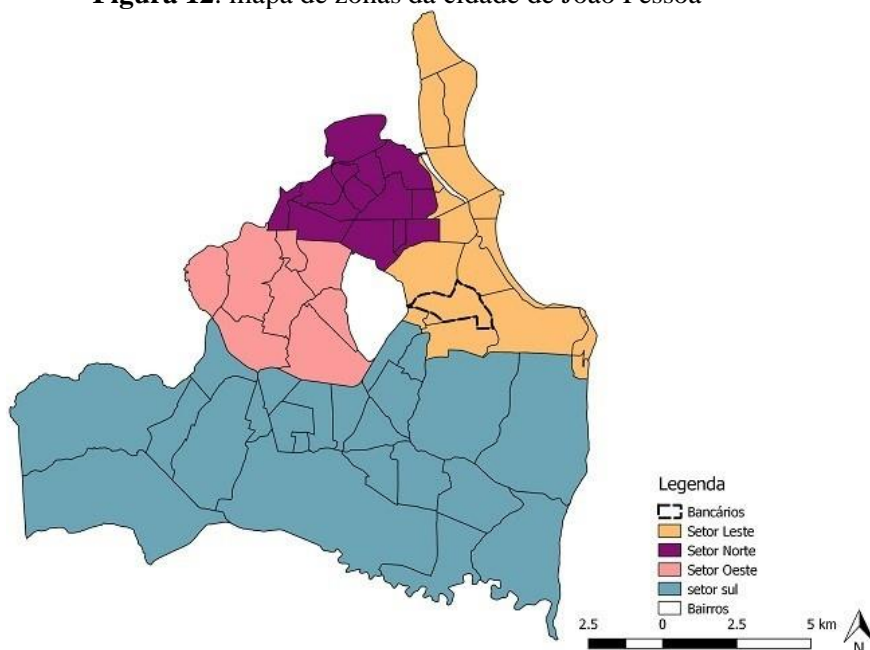 Figura 12: mapa de zonas da cidade de João Pessoa
Legenda
Bancários
Setor Leste
Setor Norte
Setor Oeste
setor sul
Bairros
2.5 0 2.5 5 km
N